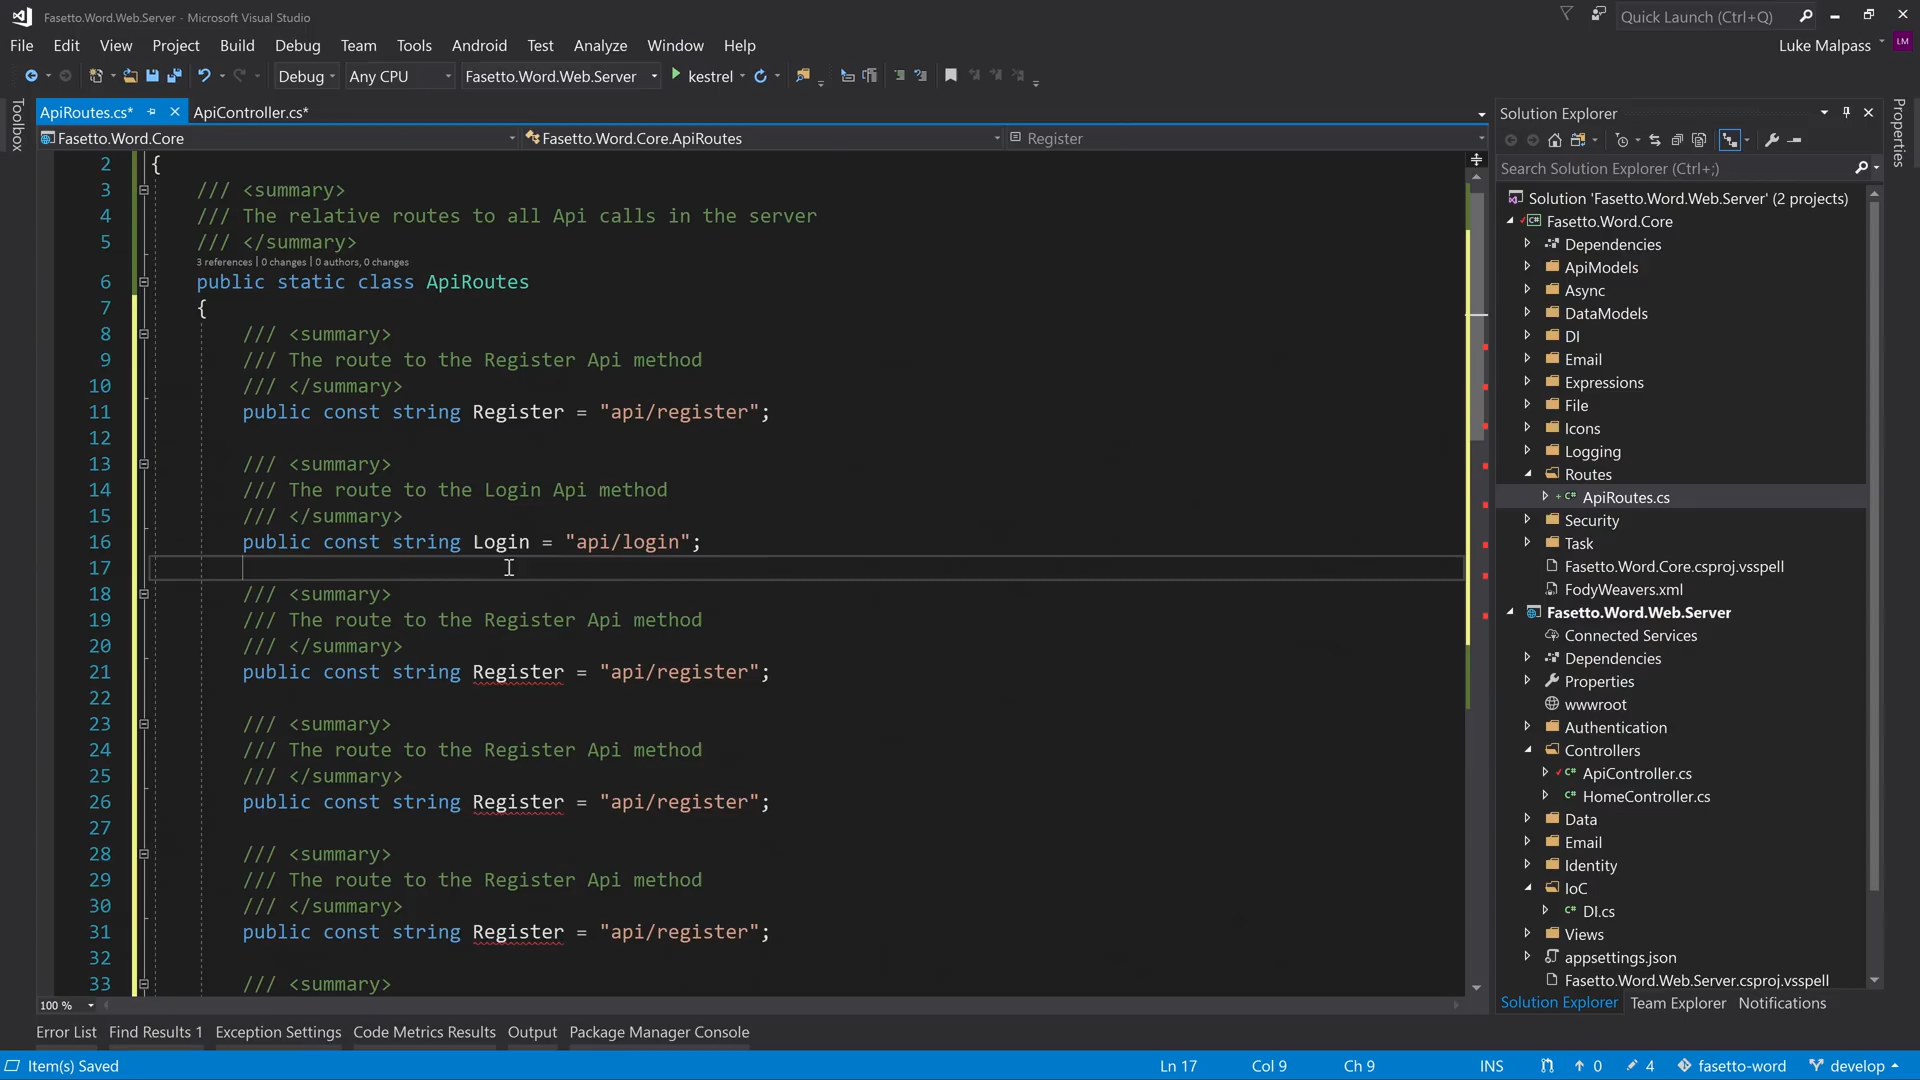 Fasetto.Word.Web.Server - Microsoft Visual Studio
Quick Launch (Ctrl+Q)
File Edit View Project Build Debug Team Tools Android Test Analyze Window Help
Luke Malpass LM
Debug Any CPU Fasetto.Word.Web.Server kestrel
Toolbox
ApiRoutes.cs* ApiController.cs*
Fasetto.Word.Core Fasetto.Word.Core.ApiRoutes Register
2 {
3 /// <summary>
4 /// The relative routes to all Api calls in the server
5 /// </summary>
3 references | 0 changes | 0 authors, 0 changes
6 public static class ApiRoutes
7 {
8 /// <summary>
9 /// The route to the Register Api method
10 /// </summary>
11 public const string Register = "api/register";
12
13 /// <summary>
14 /// The route to the Login Api method
15 /// </summary>
16 public const string Login = "api/login";
17
18 /// <summary>
19 /// The route to the Register Api method
20 /// </summary>
21 public const string Register = "api/register";
22
23 /// <summary>
24 /// The route to the Register Api method
25 /// </summary>
26 public const string Register = "api/register";
27
28 /// <summary>
29 /// The route to the Register Api method
30 /// </summary>
31 public const string Register = "api/register";
32
33 /// <summary>
100 %
Solution Explorer
Search Solution Explorer (Ctrl+;)
Solution 'Fasetto.Word.Web.Server' (2 projects)
Fasetto.Word.Core
Dependencies
ApiModels
Async
DataModels
DI
Email
Expressions
File
Icons
Logging
Routes
ApiRoutes.cs
Security
Task
Fasetto.Word.Core.csproj.vsspell
FodyWeavers.xml
Fasetto.Word.Web.Server
Connected Services
Dependencies
Properties
wwwroot
Authentication
Controllers
ApiController.cs
HomeController.cs
Data
Email
Identity
IoC
DI.cs
Views
appsettings.json
Fasetto.Word.Web.Server.csproj.vsspell
Solution Explorer Team Explorer Notifications
Properties
Error List Find Results 1 Exception Settings Code Metrics Results Output Package Manager Console
Item(s) Saved Ln 17 Col 9 Ch 9 INS 0 4 fasetto-word develop